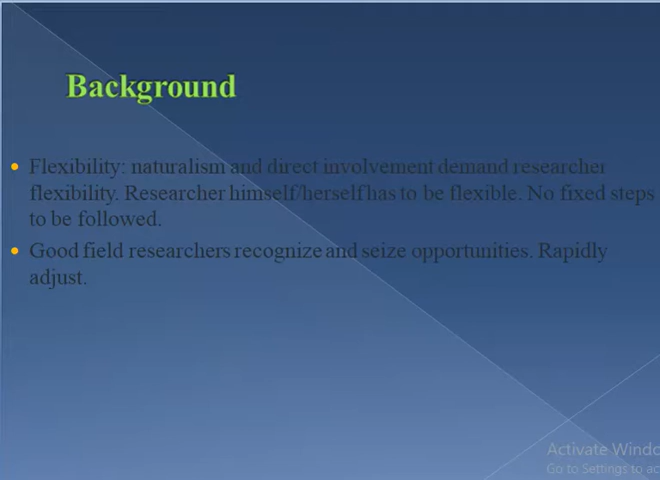 Background
Flexibility: naturalism and direct involvement demand researcher
flexibility. Researcher himself/herself has to be flexible. No fixed steps
to be followed.
Good field researchers recognize and seize opportunities. Rapidly
adjust.
Activate Windo
Go to Settings to ac